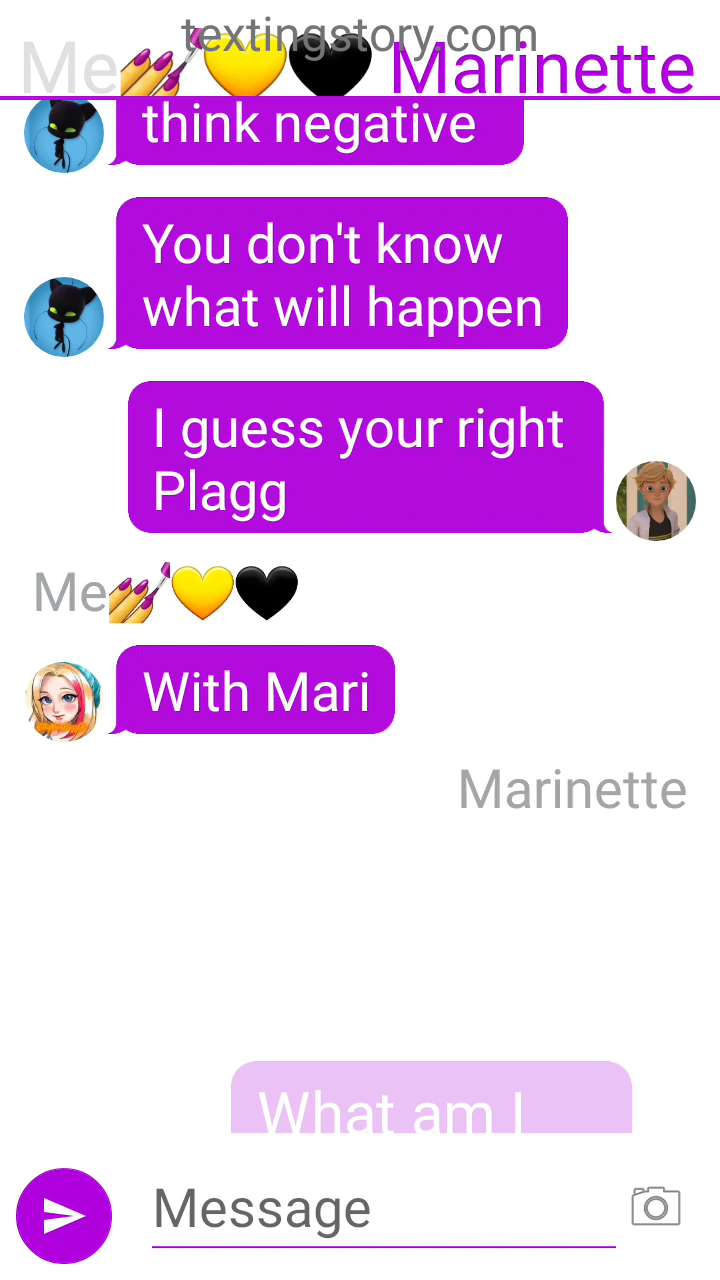 textingstory.com
Me💅💛🖤 Marinette
think negative
You don't know
what will happen
I guess your right
Plagg
Me💅💛🖤
With Mari
Marinette
What am I
Message